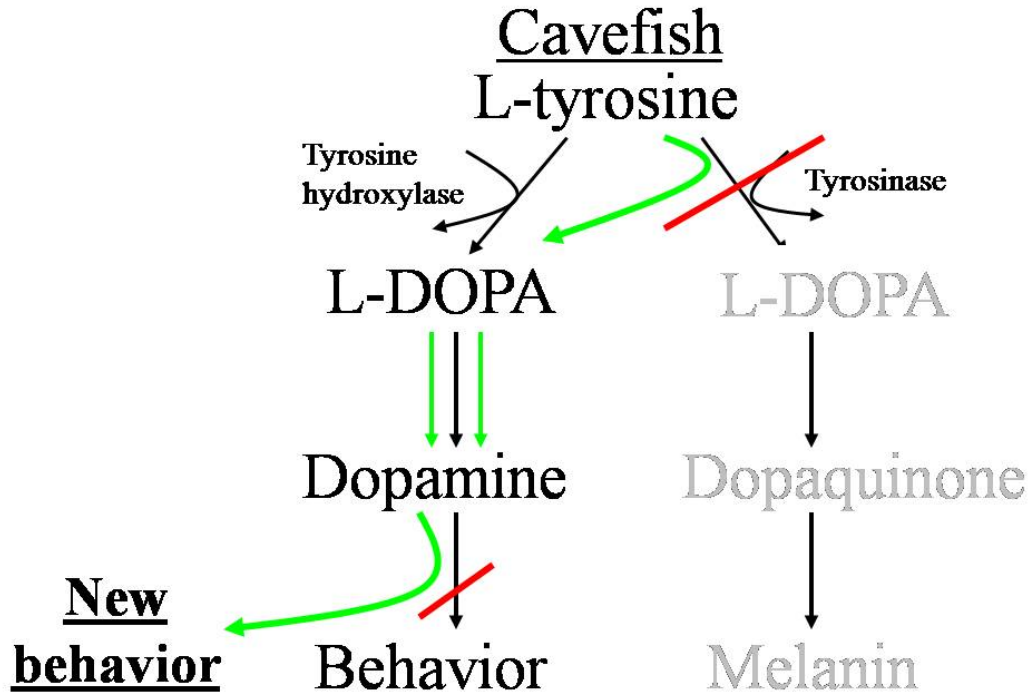 Cavefish
L-tyrosine
Tyrosine
hydroxylase
Tyrosinase
L-DOPA
L-DOPA
Dopamine
Dopaquinone
New
behavior
Behavior
Melanin